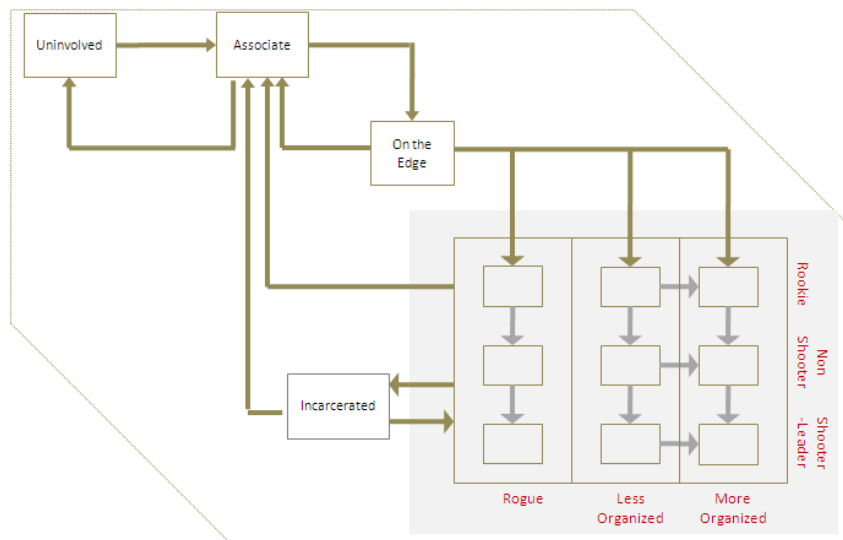 Uninvolved
Associate
On the
Edge
Rookie
Non
Shooter
Incarcerated
Shooter
-Leader
Rogue
Less
Organized
More
Organized